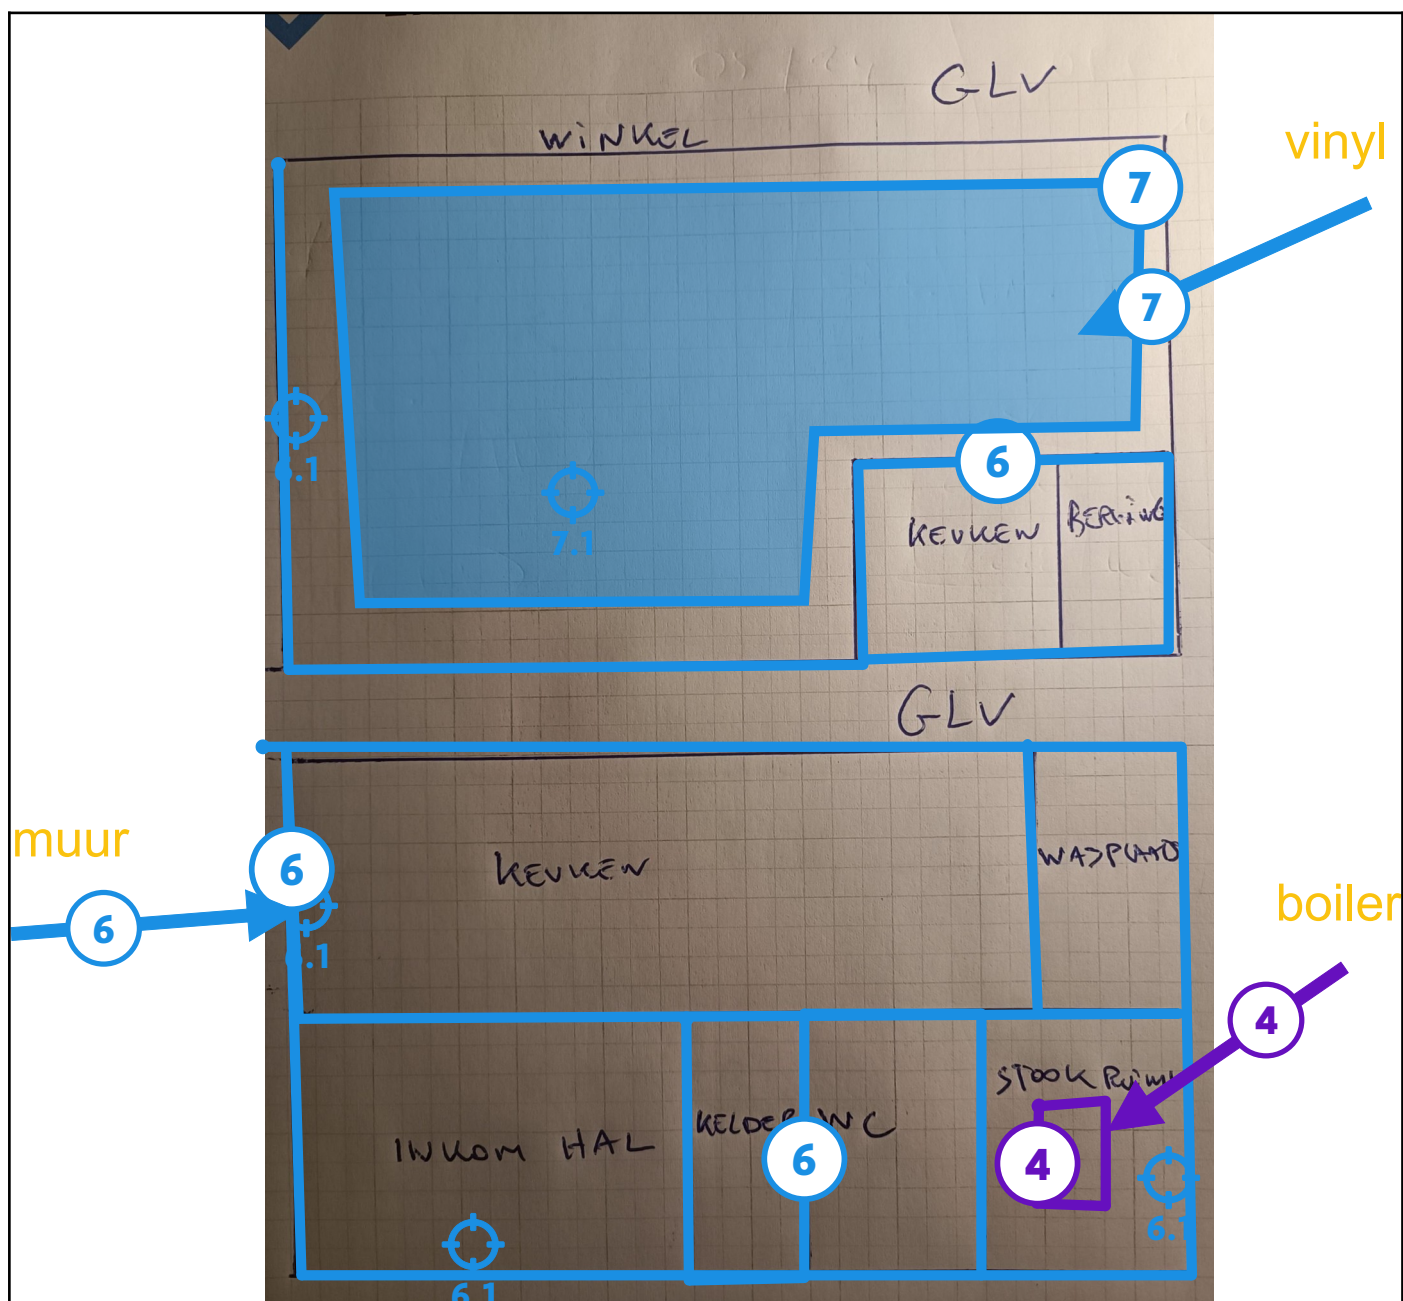 GLV
WiNKEL
vinyl
7
7
6.1
6
7.1
KEUKEN
BERGiNG
GLV
muur
6
6
KEUKEN
WASPLAATS
6.1
boiler
4
STOOK
KELDER
WC
INKOM HAL
6
4
6.1
6.1